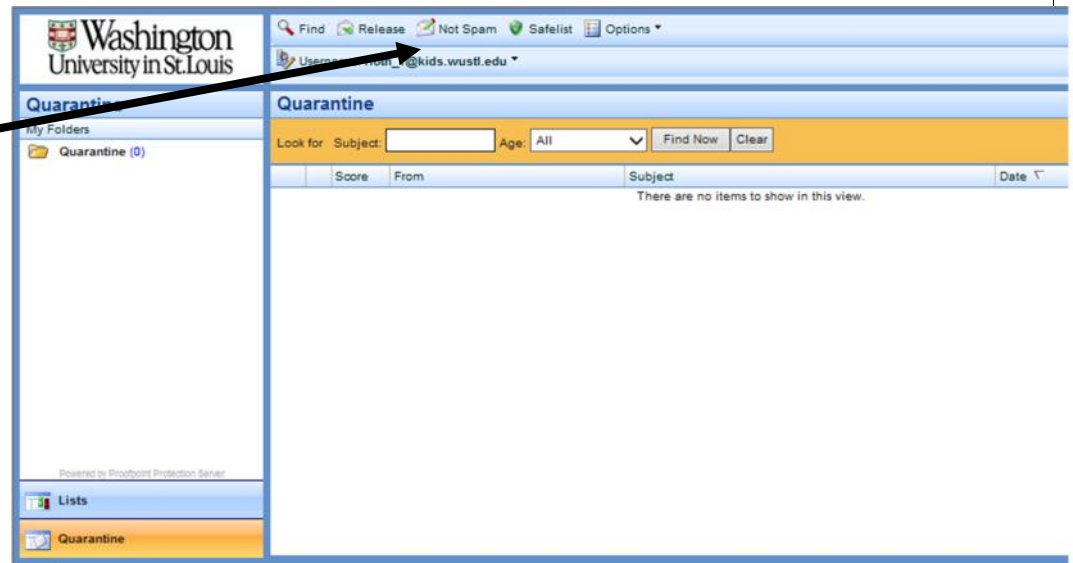 Washington
University in St.Louis
Find Release Not Spam Safelist Options
@kids.wustl.edu
Quarantine
My Folders
Quarantine (0)
Powered by Proofpoint Protection Server
Lists
Quarantine
Quarantine
Look for Subject: Age: All Find Now Clear
Score From Subject Date
There are no items to show in this view.